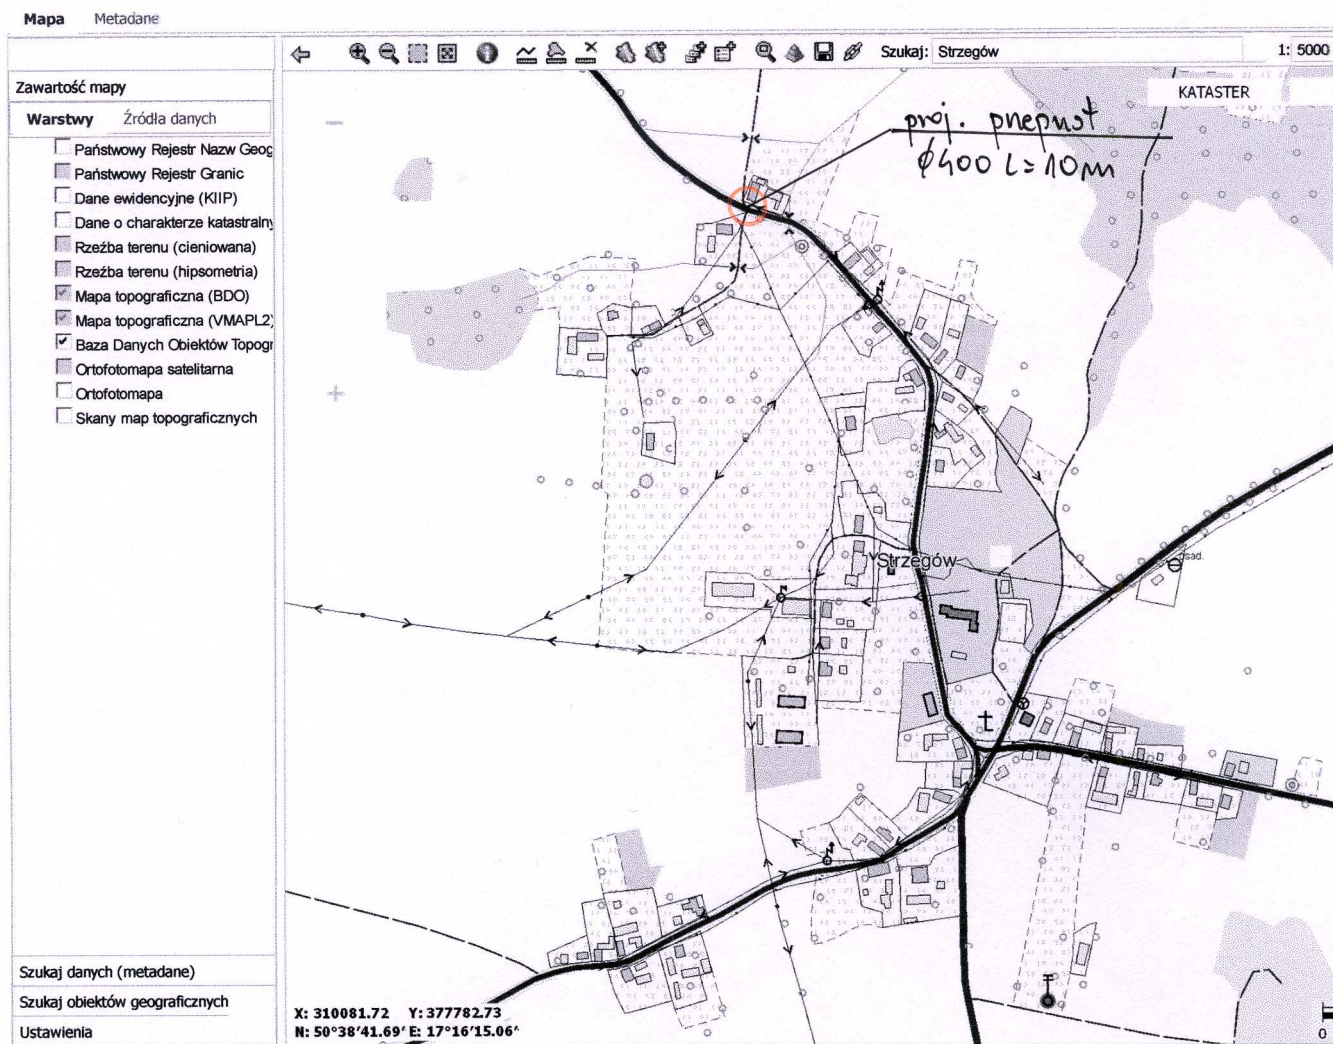 Mapa Metadane
Szukaj: Strzegów 1: 5000
Zawartość mapy
KATASTER
Warstwy Źródła danych
proj. przepust
ϕ400 L=10m
Państwowy Rejestr Nazw Geog
Państwowy Rejestr Granic
Dane ewidencyjne (KIIP)
Dane o charakterze katastralny
Rzeźba terenu (cieniowana)
Rzeźba terenu (hipsometria)
Mapa topograficzna (BDO)
Mapa topograficzna (VMAPL2)
Baza Danych Obiektów Topogr
Ortofotomapa satelitarna
Ortofotomapa
Skany map topograficznych
Strzegów
osad.
Szukaj danych (metadane)
Szukaj obiektów geograficznych
Ustawienia
X: 310081.72 Y: 377782.73
N: 50°38'41.69' E: 17°16'15.06"
0